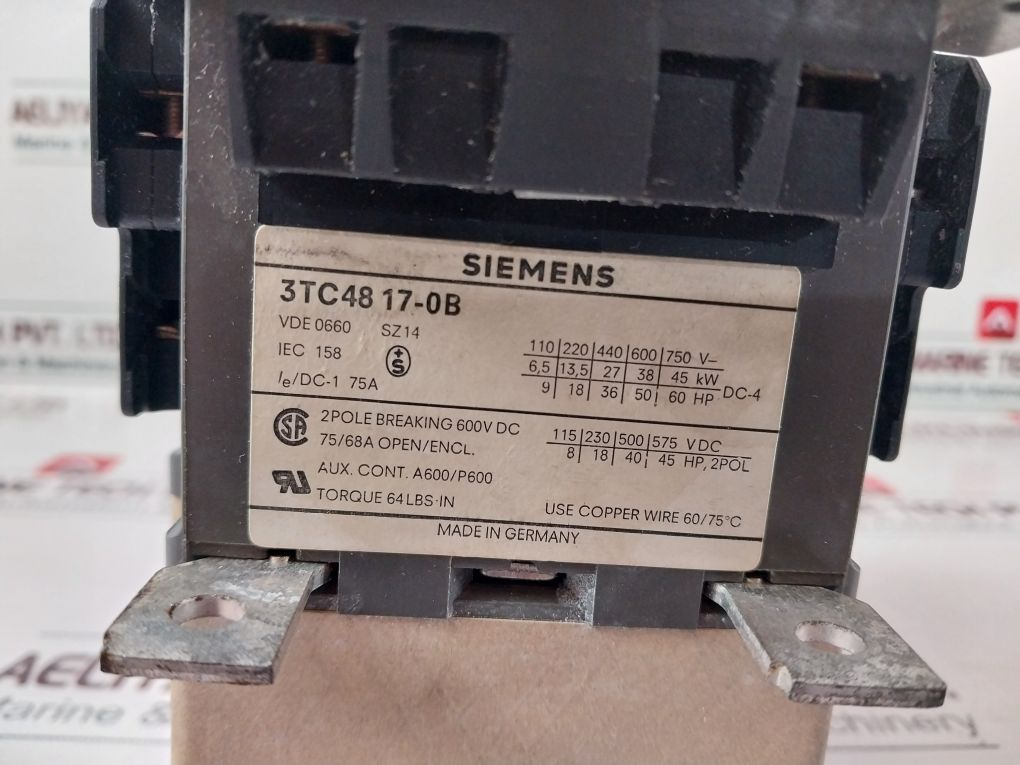 SIEMENS
3TC48 17-0B
VDE 0660 SZ14
IEC 158
+
S
Ie/DC-1 75A
110 220 440 600 750 V–
6,5 13,5 27 38 45 kW DC-4
9 18 36 50 60 HP
SA
2POLE BREAKING 600V DC
75/68A OPEN/ENCL.
115 230 500 575 V DC
8 18 40 45 HP, 2POL
AUX. CONT. A600/P600
TORQUE 64 LBS·IN
USE COPPER WIRE 60/75°C
MADE IN GERMANY